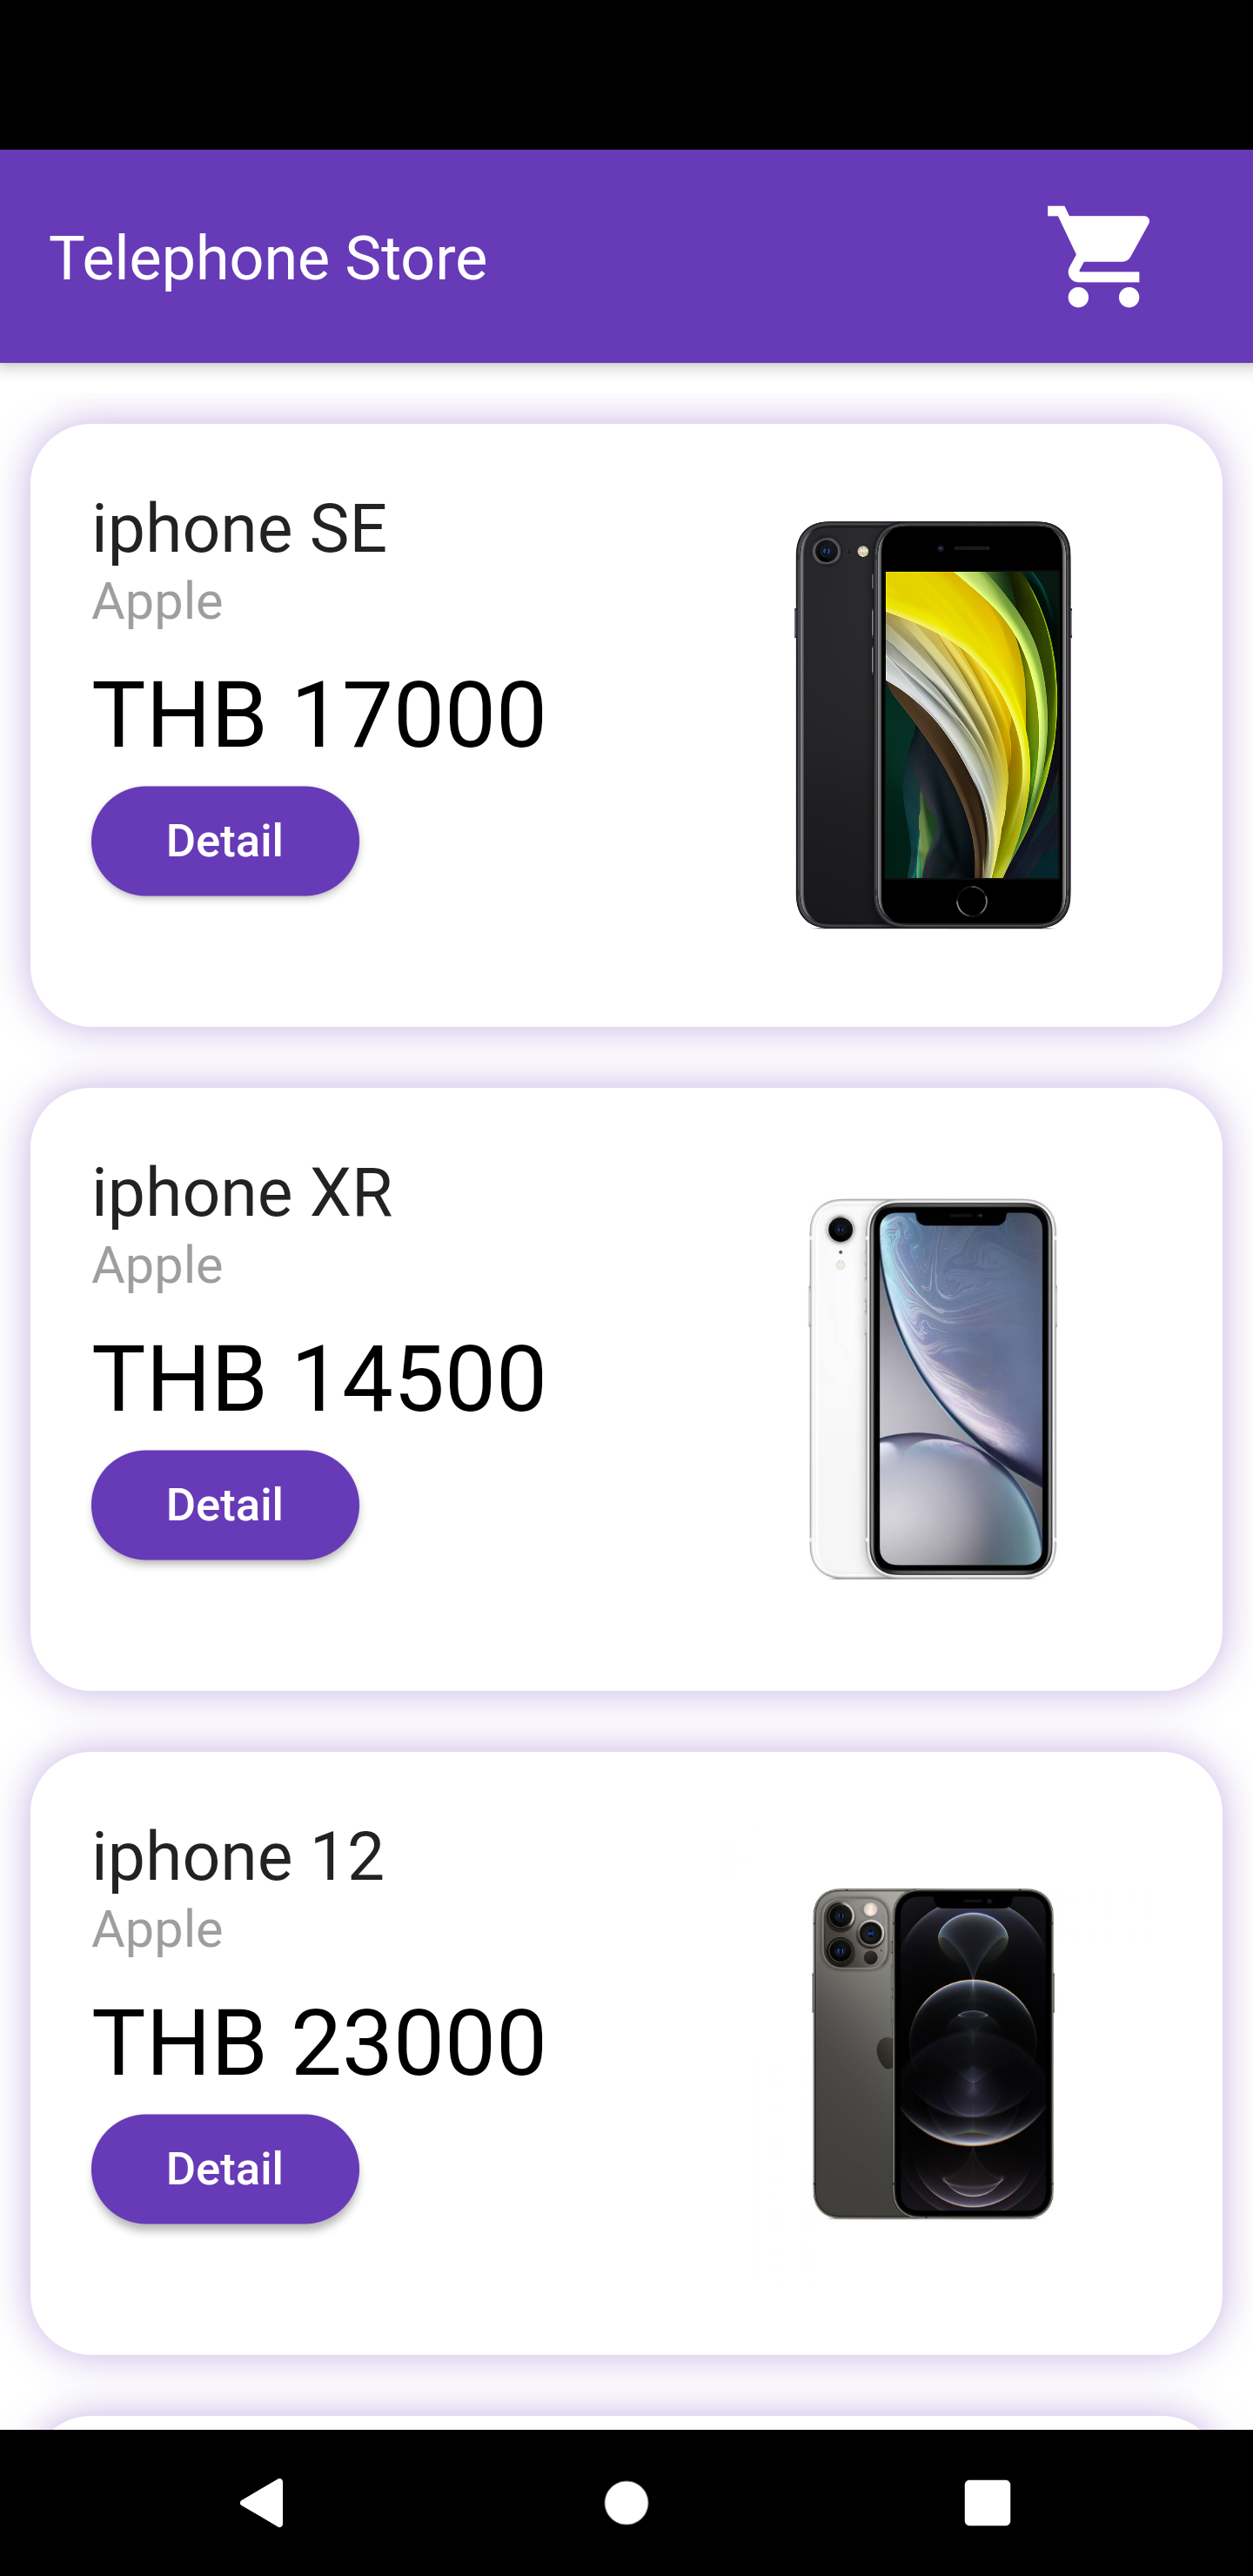 Telephone Store
iphone SE
Apple
THB 17000
Detail
iphone XR
Apple
THB 14500
Detail
iphone 12
Apple
THB 23000
Detail